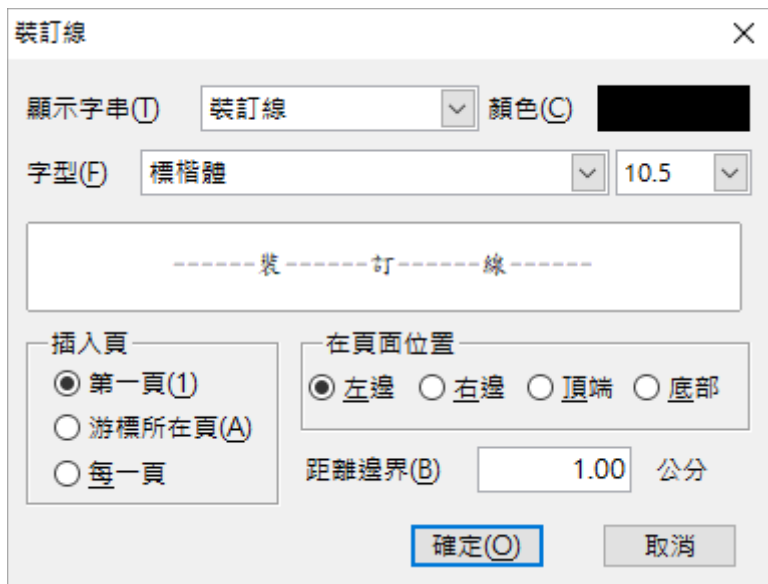 裝訂線
顯示字串(T) 裝訂線 顏色(C)
字型(F) 標楷體 10.5
------裝------訂------線------
插入頁
第一頁(1)
游標所在頁(A)
每一頁
在頁面位置
左邊 右邊 頂端 底部
距離邊界(B) 1.00 公分
確定(O) 取消